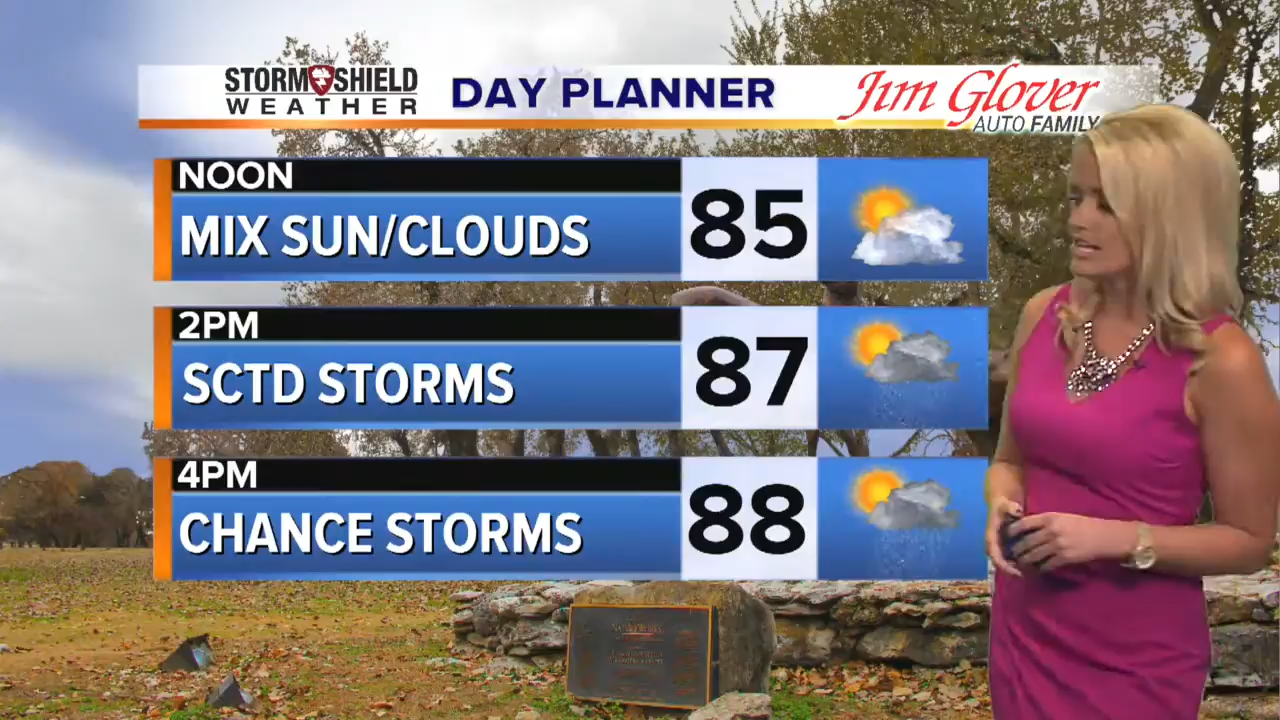 STORM SHIELD
WEATHER
DAY PLANNER
Jim Glover
AUTO FAMILY
NOON
MIX SUN/CLOUDS
85
2PM
SCTD STORMS
87
4PM
CHANCE STORMS
88